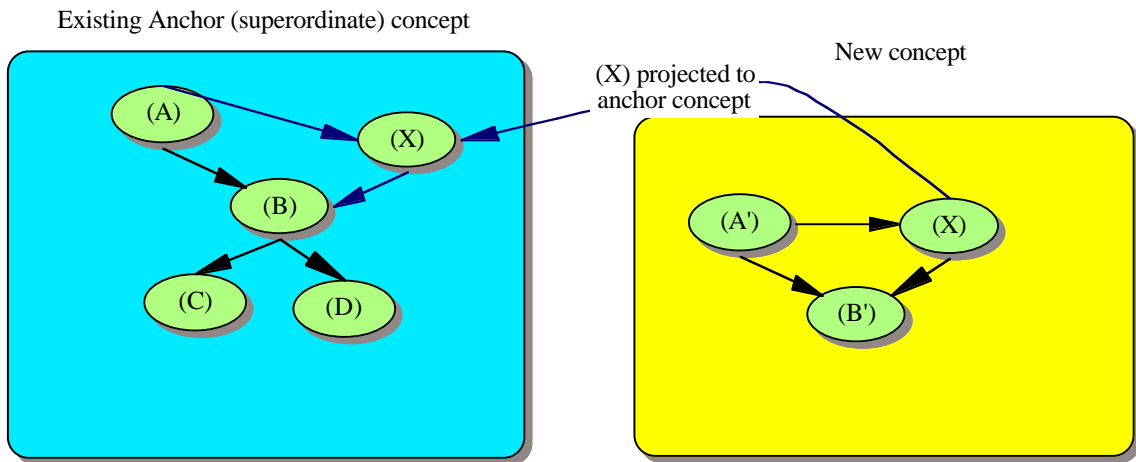 Existing Anchor (superordinate) concept
New concept
(X) projected to
anchor concept
(A)
(X)
(B)
(C)
(D)
(A')
(X)
(B')